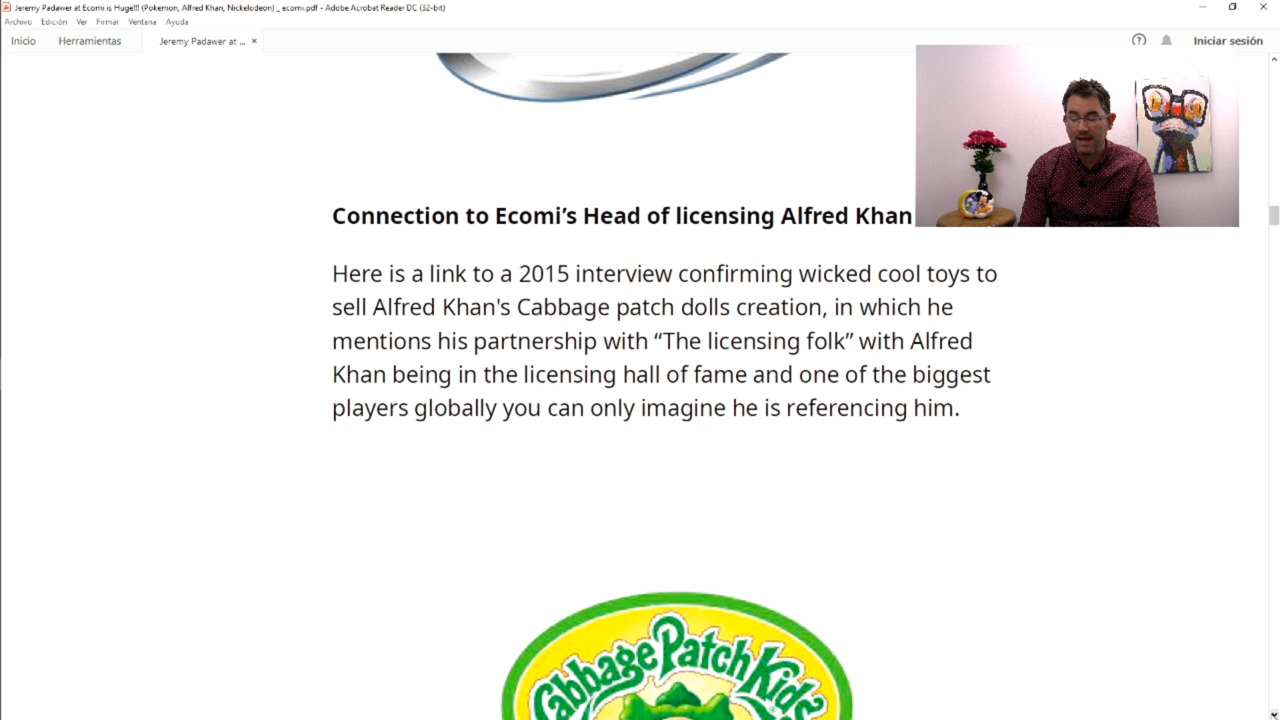 Jeremy Padawer at Ecomi is Huge!!! (Pokemon, Alfred Khan, Nickelodeon) _ ecomi.pdf - Adobe Acrobat Reader DC (32-bit)
Archivo Edición Ver Firmar Ventana Ayuda
Inicio Herramientas Jeremy Padawer at ... × Iniciar sesión
Connection to Ecomi’s Head of licensing Alfred Khan
Here is a link to a 2015 interview confirming wicked cool toys to
sell Alfred Khan's Cabbage patch dolls creation, in which he
mentions his partnership with “The licensing folk” with Alfred
Khan being in the licensing hall of fame and one of the biggest
players globally you can only imagine he is referencing him.
Cabbage Patch Kids